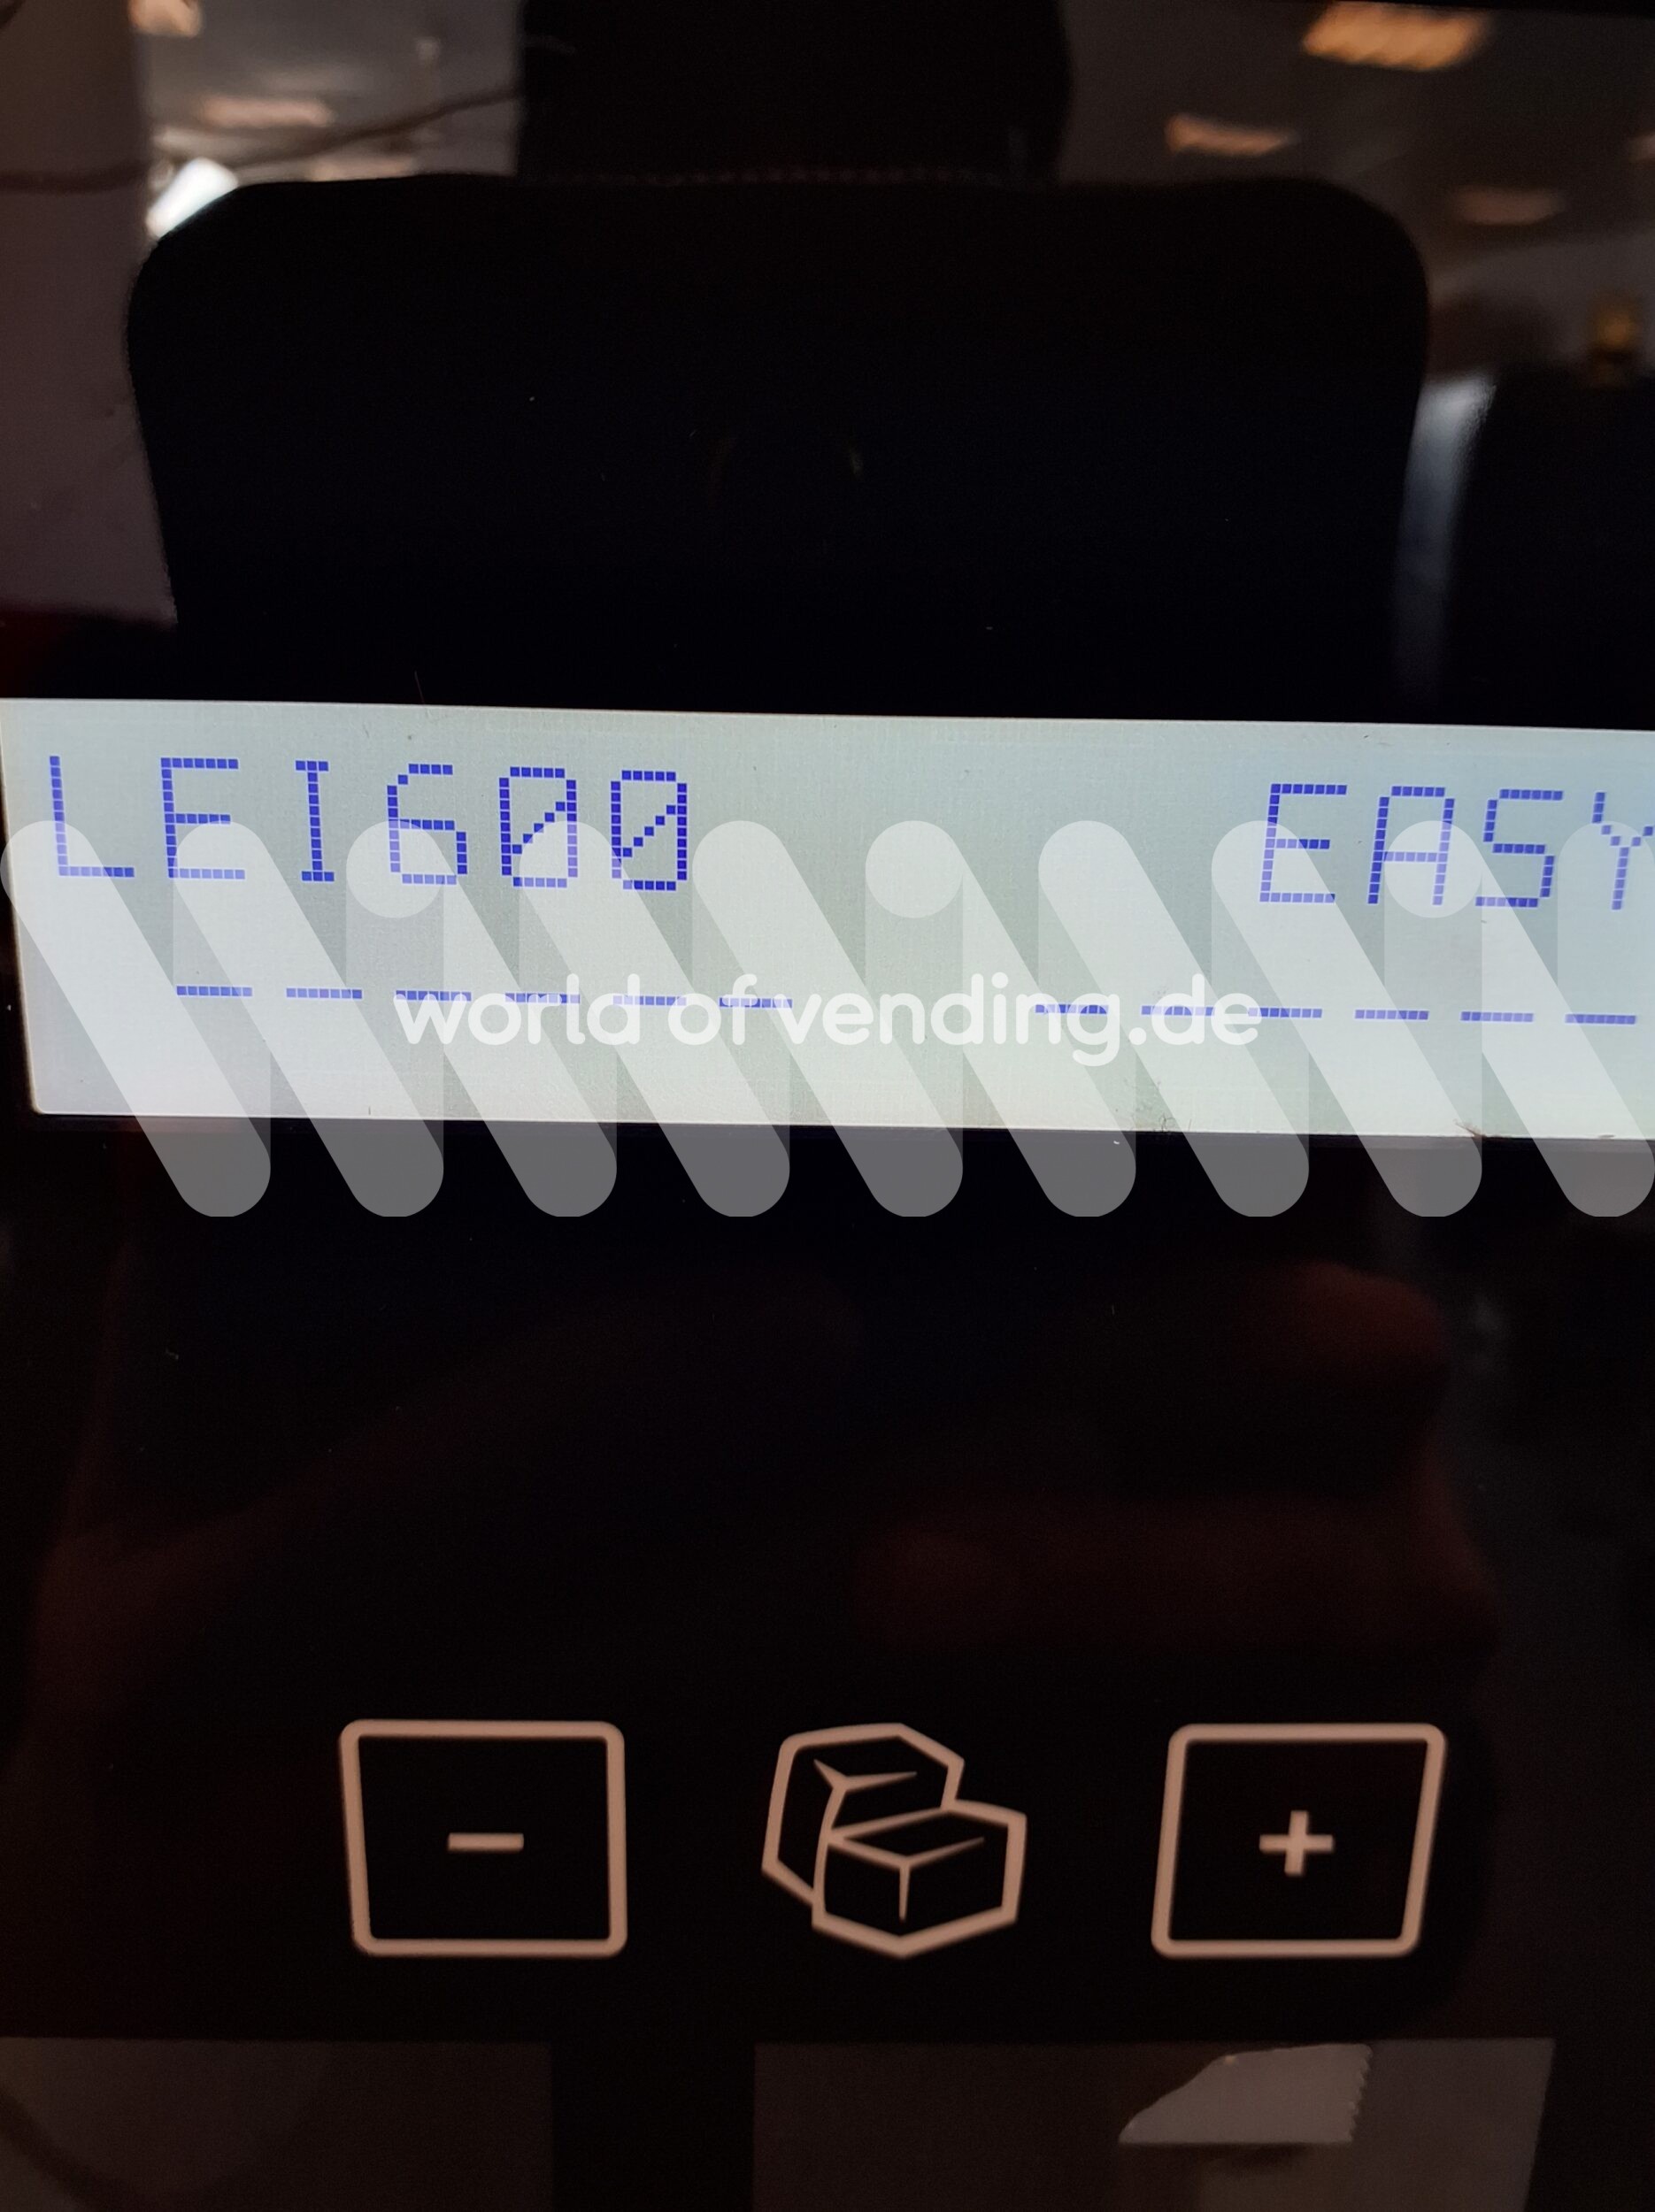 LEI600 EASY
------ ------
world of vending.de
- +